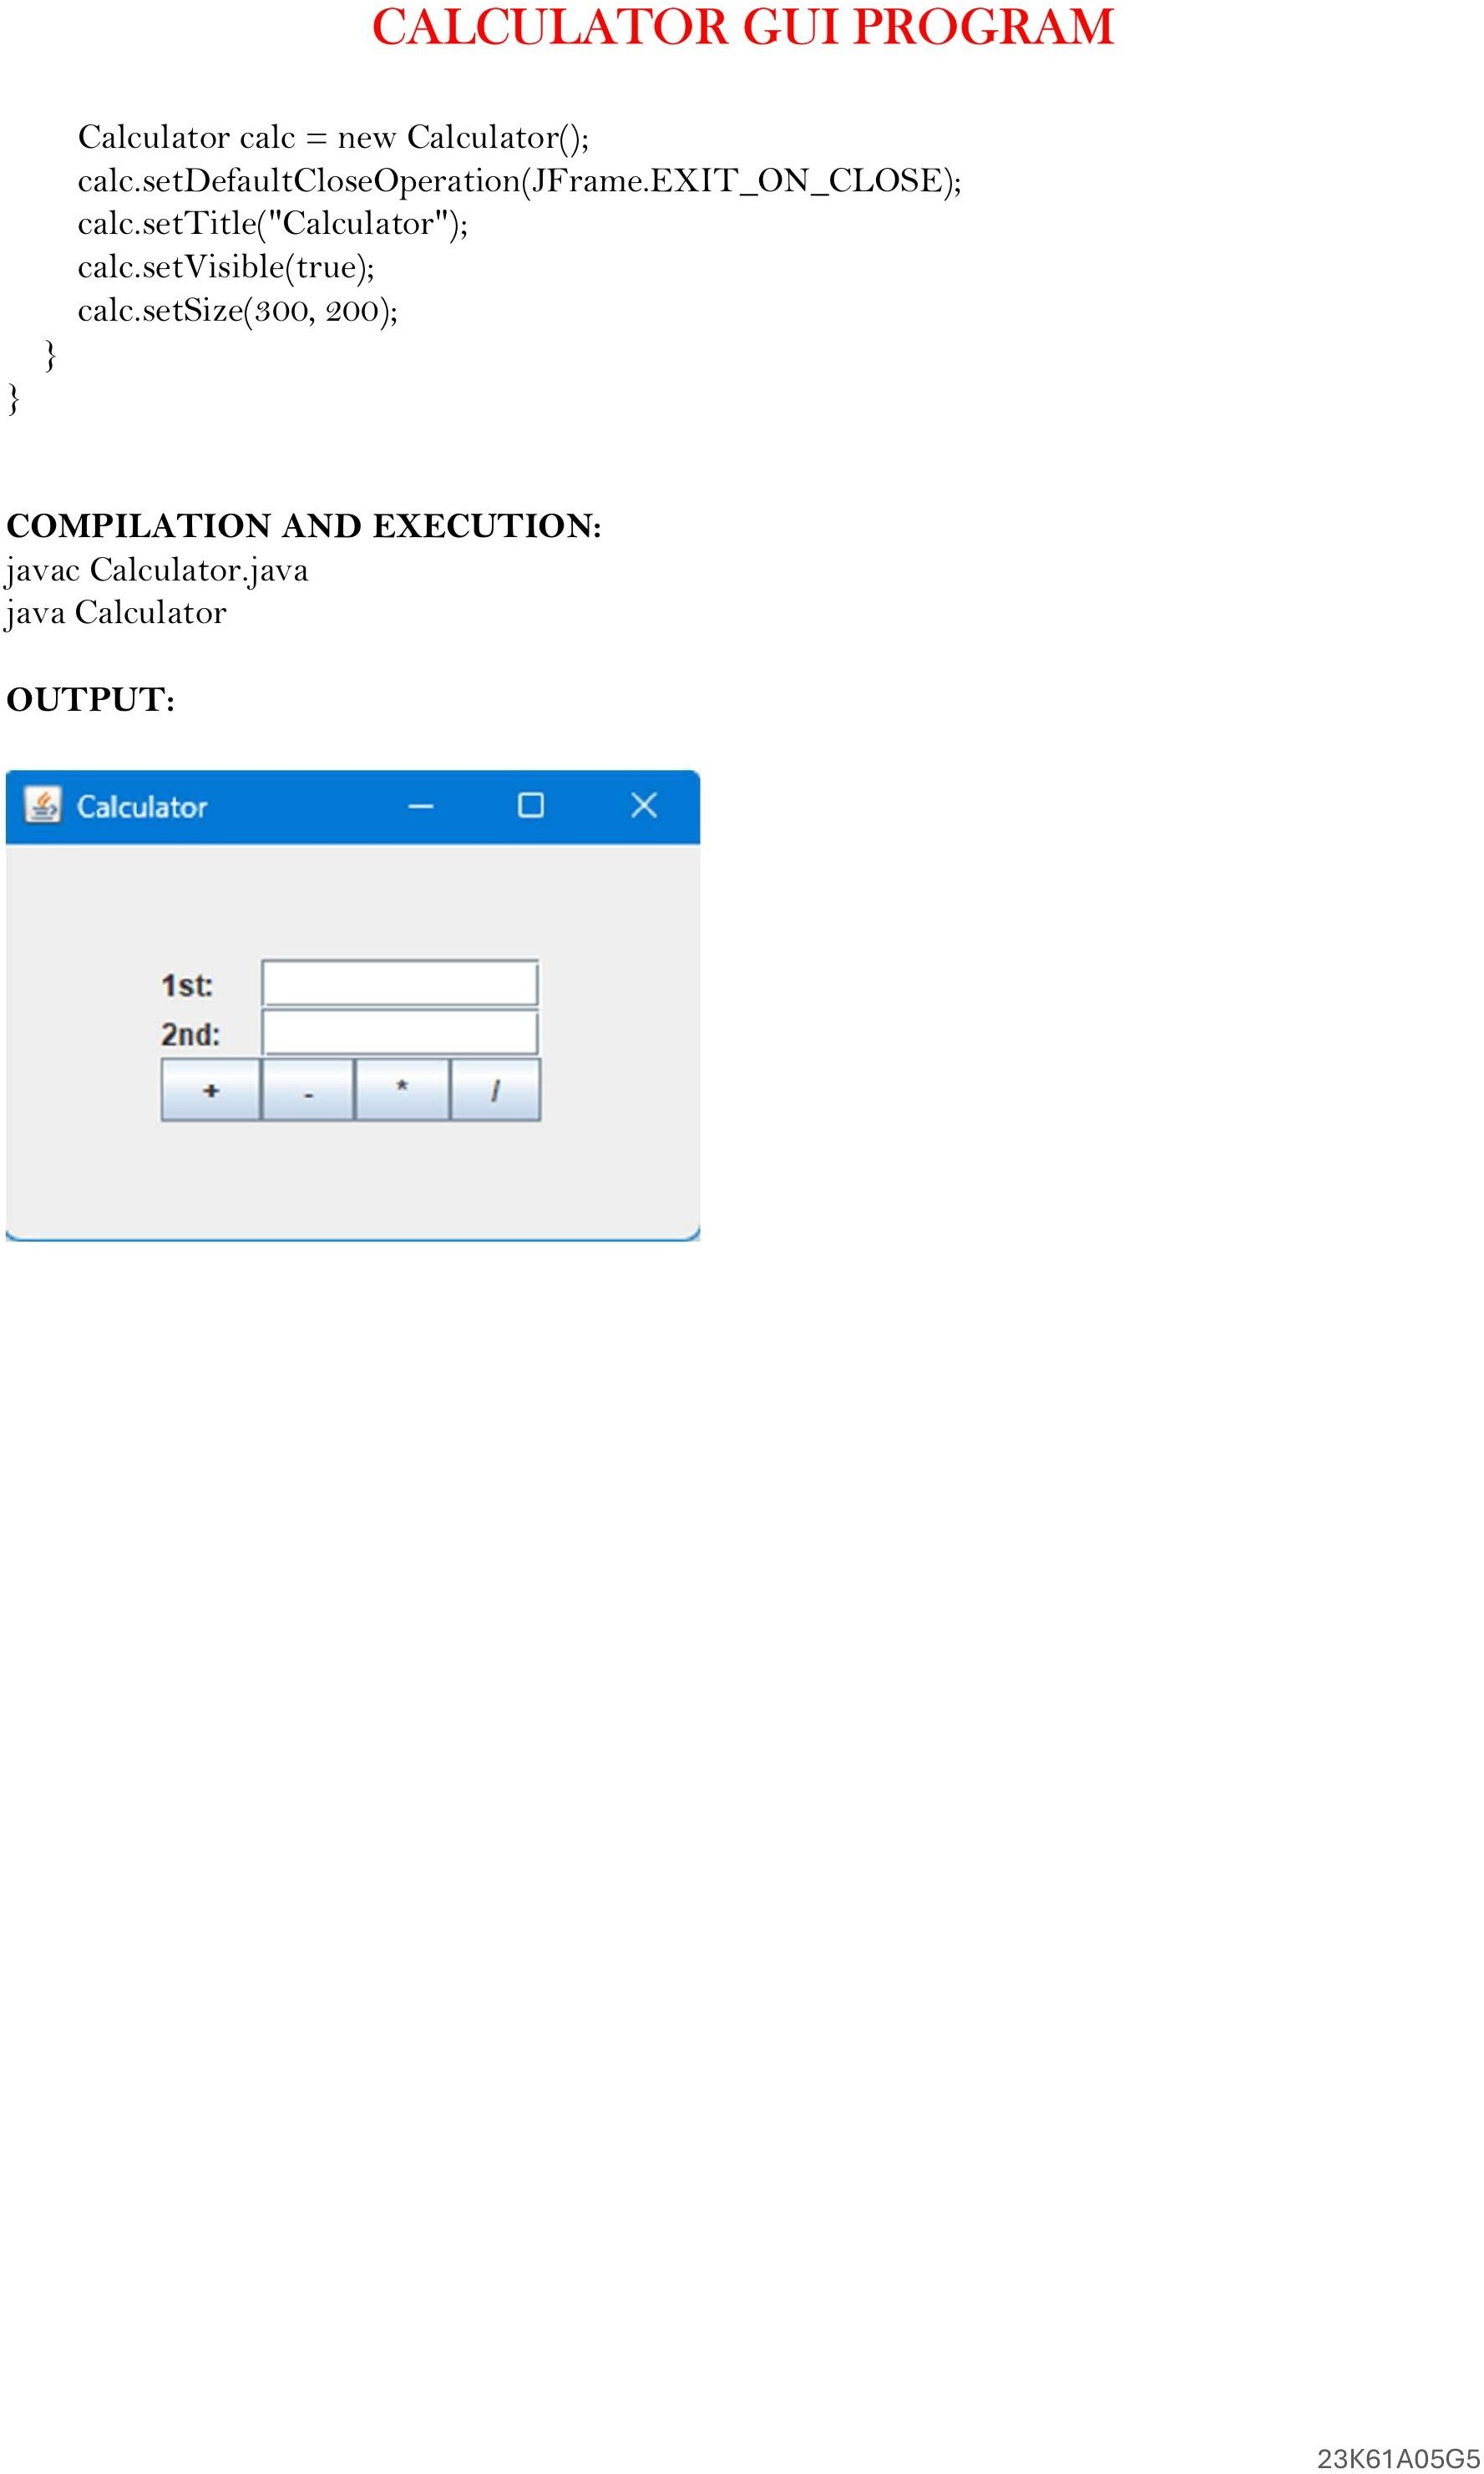 CALCULATOR GUI PROGRAM
Calculator calc = new Calculator();
calc.setDefaultCloseOperation(JFrame.EXIT_ON_CLOSE);
calc.setTitle("Calculator");
calc.setVisible(true);
calc.setSize(300, 200);
}
}
COMPILATION AND EXECUTION:
javac Calculator.java
java Calculator
OUTPUT:
Calculator
1st:
2nd:
+ - * /
23K61A05G5